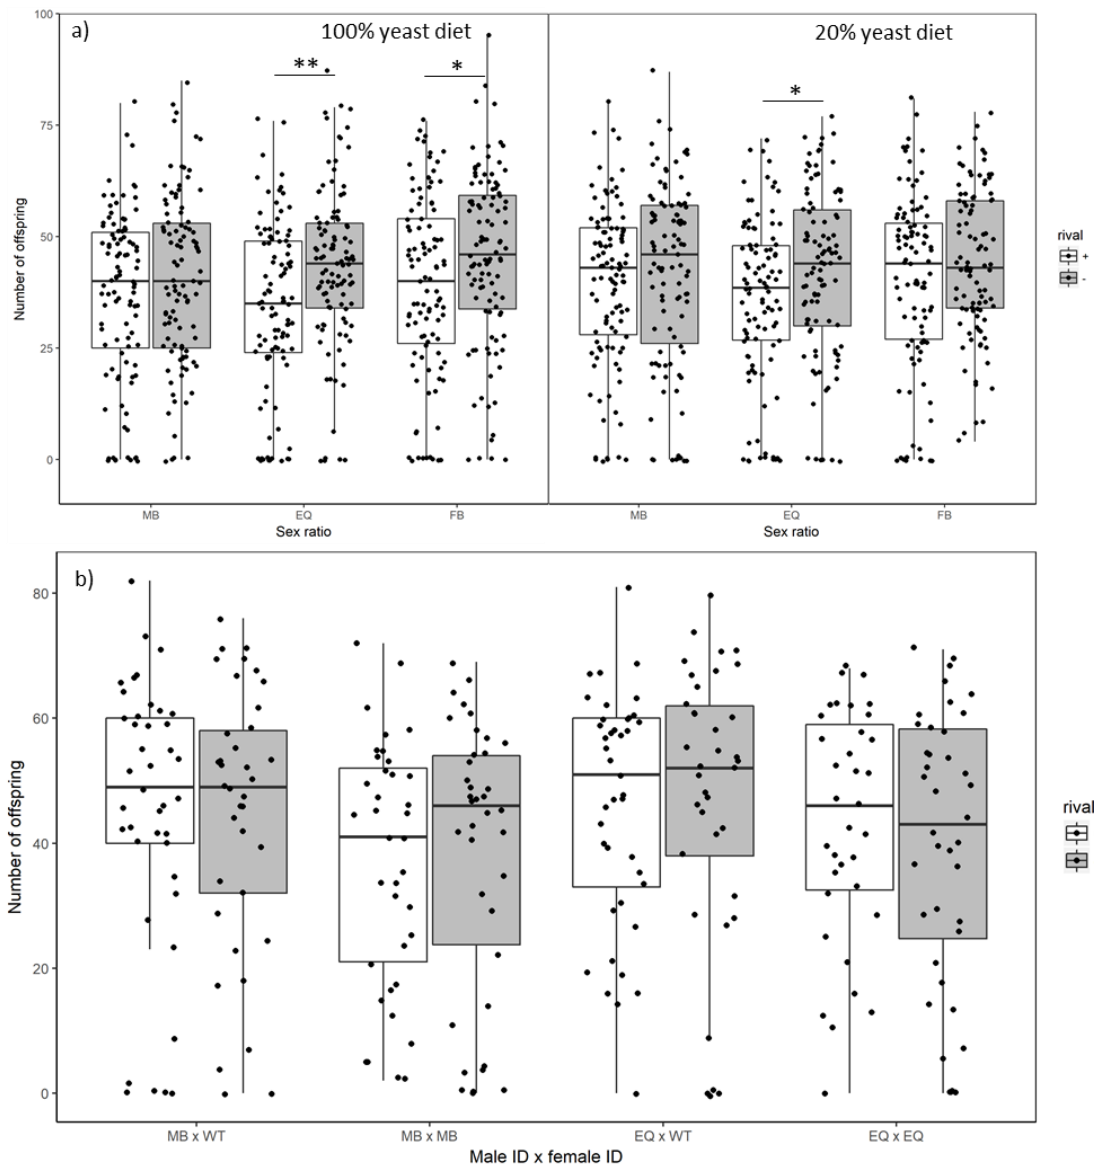 a) 100% yeast diet 20% yeast diet
** * *
100
75
50
25
0
Number of offspring
MB EQ FB MB EQ FB
Sex ratio Sex ratio
rival
+
-
b)
80
60
40
20
0
Number of offspring
MB x WT MB x MB EQ x WT EQ x EQ
Male ID x female ID
rival